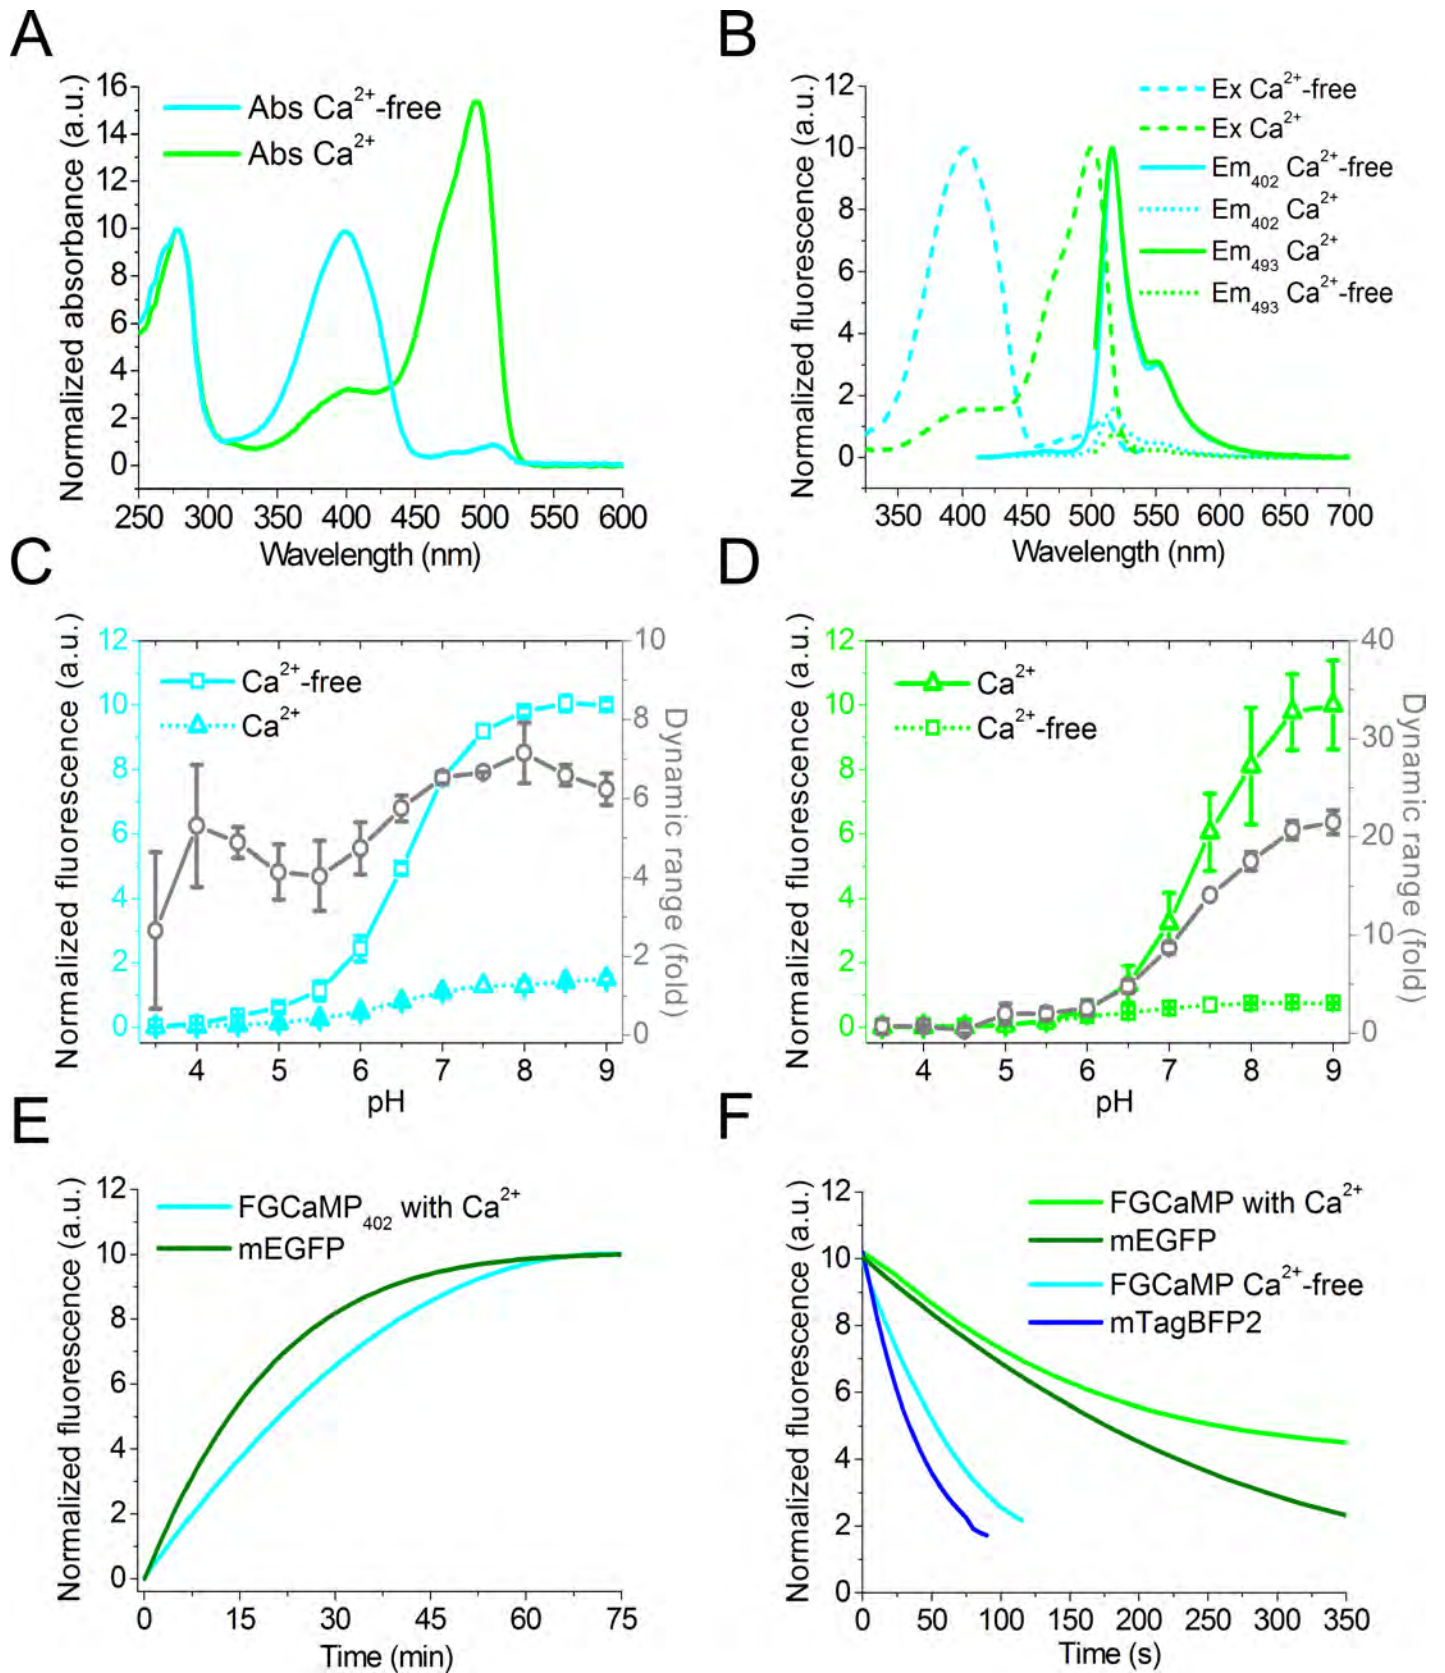 A
Normalized absorbance (a.u.)
16
14
12
10
8
6
4
2
0
Abs Ca²⁺-free
Abs Ca²⁺
250 300 350 400 450 500 550 600
Wavelength (nm)
B
Normalized fluorescence (a.u.)
12
10
8
6
4
2
0
Ex Ca²⁺-free
Ex Ca²⁺
Em₄₀₂ Ca²⁺-free
Em₄₀₂ Ca²⁺
Em₄₉₃ Ca²⁺
Em₄₉₃ Ca²⁺-free
350 400 450 500 550 600 650 700
Wavelength (nm)
C
Normalized fluorescence (a.u.)
12
10
8
6
4
2
0
Ca²⁺-free
Ca²⁺
10
8
6
4
2
0
Dynamic range (fold)
4 5 6 7 8 9
pH
D
Normalized fluorescence (a.u.)
12
10
8
6
4
2
0
Ca²⁺
Ca²⁺-free
40
30
20
10
0
Dynamic range (fold)
4 5 6 7 8 9
pH
E
Normalized fluorescence (a.u.)
12
10
8
6
4
2
0
FGCaMP₄₀₂ with Ca²⁺
mEGFP
0 15 30 45 60 75
Time (min)
F
Normalized fluorescence (a.u.)
12
10
8
6
4
2
0
FGCaMP with Ca²⁺
mEGFP
FGCaMP Ca²⁺-free
mTagBFP2
0 50 100 150 200 250 300 350
Time (s)